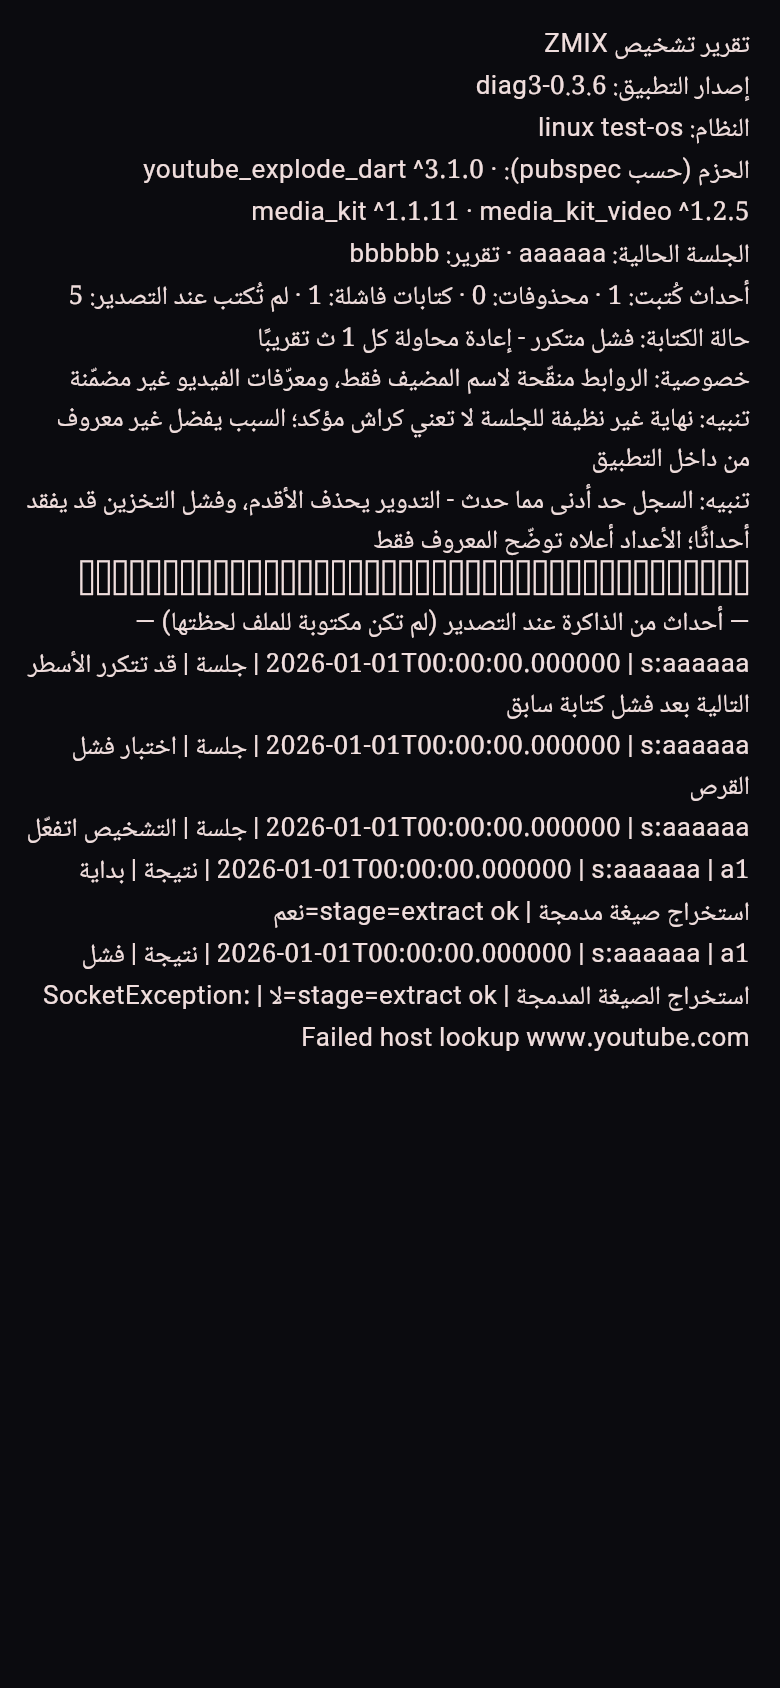 تقرير تشخيص ZMIX
إصدار التطبيق: diag3-0.3.6
النظام: linux test-os
الحزم (حسب pubspec): · youtube_explode_dart ^3.1.0
media_kit ^1.1.11 · media_kit_video ^1.2.5
الجلسة الحالية: aaaaaa · تقرير: bbbbbb
أحداث كُتبت: 1 · محذوفات: 0 · كتابات فاشلة: 1 · لم تُكتب عند التصدير: 5
حالة الكتابة: فشل متكرر - إعادة محاولة كل 1 ث تقريبًا
خصوصية: الروابط منقّحة لاسم المضيف فقط، ومعرّفات الفيديو غير مضمّنة
تنبيه: نهاية غير نظيفة للجلسة لا تعني كراش مؤكد؛ السبب يفضل غير معروف
من داخل التطبيق
تنبيه: السجل حد أدنى مما حدث - التدوير يحذف الأقدم، وفشل التخزين قد يفقد
أحداثًا؛ الأعداد أعلاه توضّح المعروف فقط
— أحداث من الذاكرة عند التصدير (لم تكن مكتوبة للملف لحظتها) —
2026-01-01T00:00:00.000000 | s:aaaaaa | جلسة | قد تتكرر الأسطر
التالية بعد فشل كتابة سابق
2026-01-01T00:00:00.000000 | s:aaaaaa | جلسة | اختبار فشل
القرص
2026-01-01T00:00:00.000000 | s:aaaaaa | جلسة | التشخيص اتفعّل
2026-01-01T00:00:00.000000 | s:aaaaaa | a1 | نتيجة | بداية
استخراج صيغة مدمجة | stage=extract ok=نعم
2026-01-01T00:00:00.000000 | s:aaaaaa | a1 | نتيجة | فشل
استخراج الصيغة المدمجة | stage=extract ok=لا | SocketException:
Failed host lookup www.youtube.com